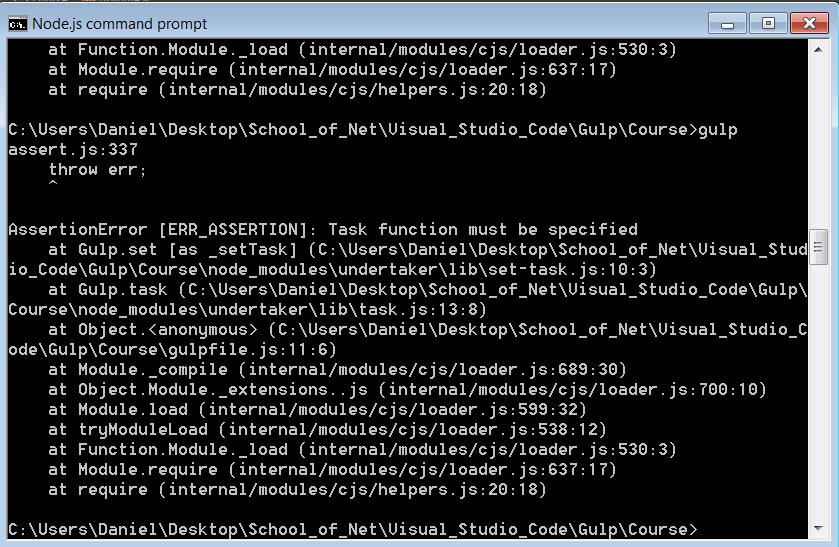 Node.js command prompt
    at Function.Module._load (internal/modules/cjs/loader.js:530:3)
    at Module.require (internal/modules/cjs/loader.js:637:17)
    at require (internal/modules/cjs/helpers.js:20:18)
C:\Users\Daniel\Desktop\School_of_Net\Visual_Studio_Code\Gulp\Course>gulp
assert.js:337
    throw err;
    ^
AssertionError [ERR_ASSERTION]: Task function must be specified
    at Gulp.set [as _setTask] (C:\Users\Daniel\Desktop\School_of_Net\Visual_Stud
io_Code\Gulp\Course\node_modules\undertaker\lib\set-task.js:10:3)
    at Gulp.task (C:\Users\Daniel\Desktop\School_of_Net\Visual_Studio_Code\Gulp\
Course\node_modules\undertaker\lib\task.js:13:8)
    at Object.<anonymous> (C:\Users\Daniel\Desktop\School_of_Net\Visual_Studio_C
ode\Gulp\Course\gulpfile.js:11:6)
    at Module._compile (internal/modules/cjs/loader.js:689:30)
    at Object.Module._extensions..js (internal/modules/cjs/loader.js:700:10)
    at Module.load (internal/modules/cjs/loader.js:599:32)
    at tryModuleLoad (internal/modules/cjs/loader.js:538:12)
    at Function.Module._load (internal/modules/cjs/loader.js:530:3)
    at Module.require (internal/modules/cjs/loader.js:637:17)
    at require (internal/modules/cjs/helpers.js:20:18)
C:\Users\Daniel\Desktop\School_of_Net\Visual_Studio_Code\Gulp\Course>